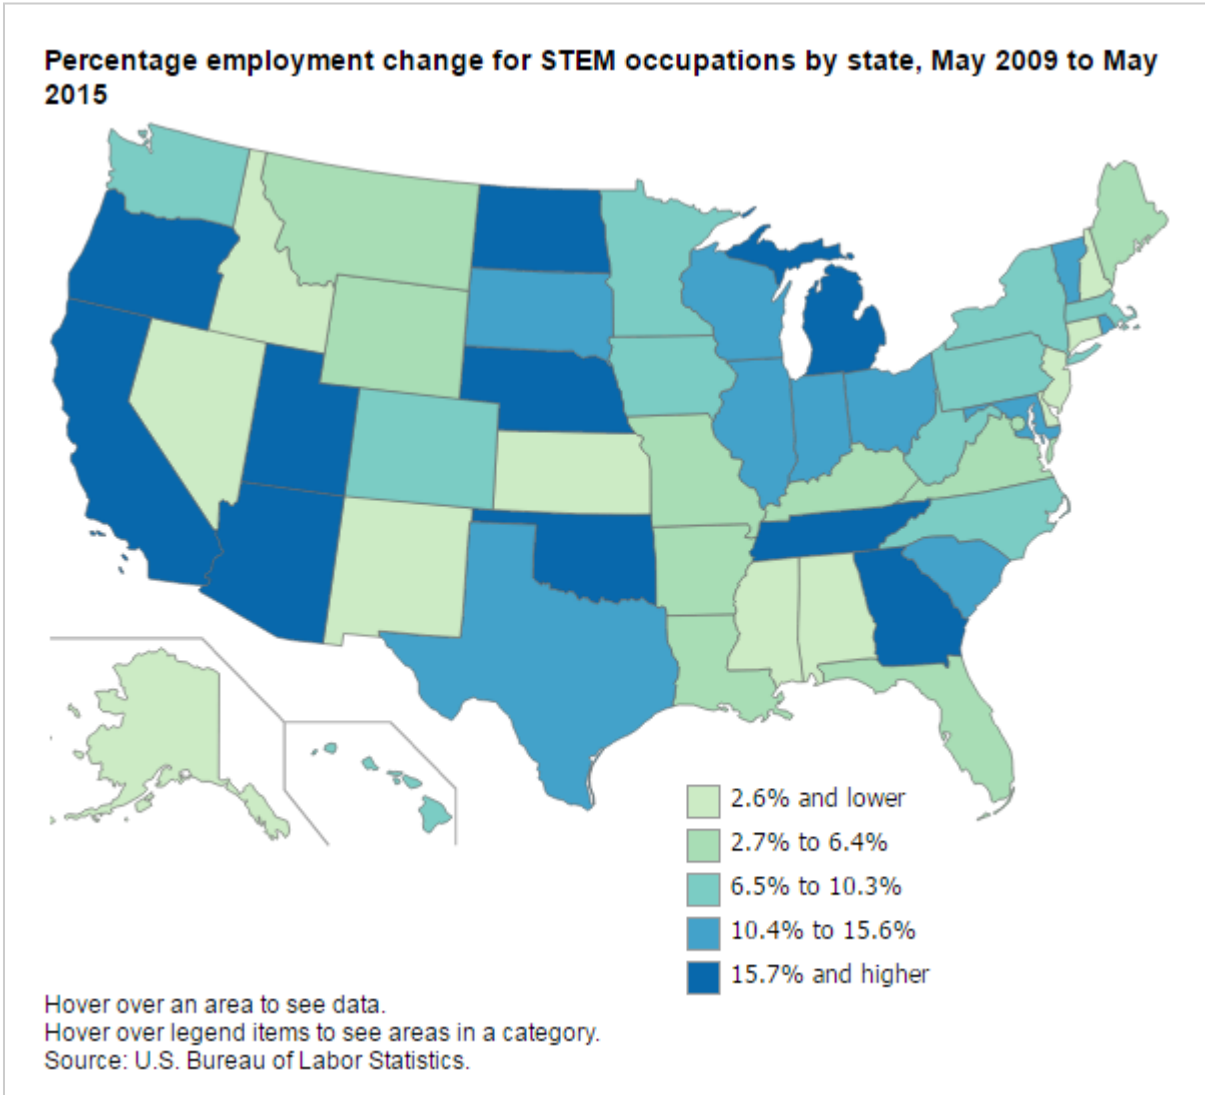 Percentage employment change for STEM occupations by state, May 2009 to May
2015
2.6% and lower
2.7% to 6.4%
6.5% to 10.3%
10.4% to 15.6%
15.7% and higher
Hover over an area to see data.
Hover over legend items to see areas in a category.
Source: U.S. Bureau of Labor Statistics.